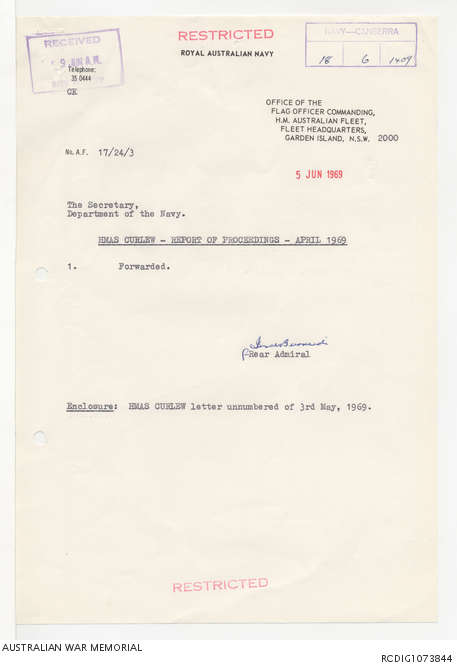 RESTRICTED
ROYAL AUSTRALIAN NAVY
RECEIVED
9 JUN A.M.
Telephone:
35 0444
GR
NAVY—CANBERRA
18 6 1409
OFFICE OF THE
FLAG OFFICER COMMANDING,
H.M. AUSTRALIAN FLEET,
FLEET HEADQUARTERS,
GARDEN ISLAND, N.S.W. 2000
No. A.F. 17/24/3
5 JUN 1969
The Secretary,
Department of the Navy.
HMAS CURLEW - REPORT OF PROCEEDINGS - APRIL 1969
1. Forwarded.
Rear Admiral
Enclosure: HMAS CURLEW letter unnumbered of 3rd May, 1969.
RESTRICTED
AUSTRALIAN WAR MEMORIAL
RCDIG1073844